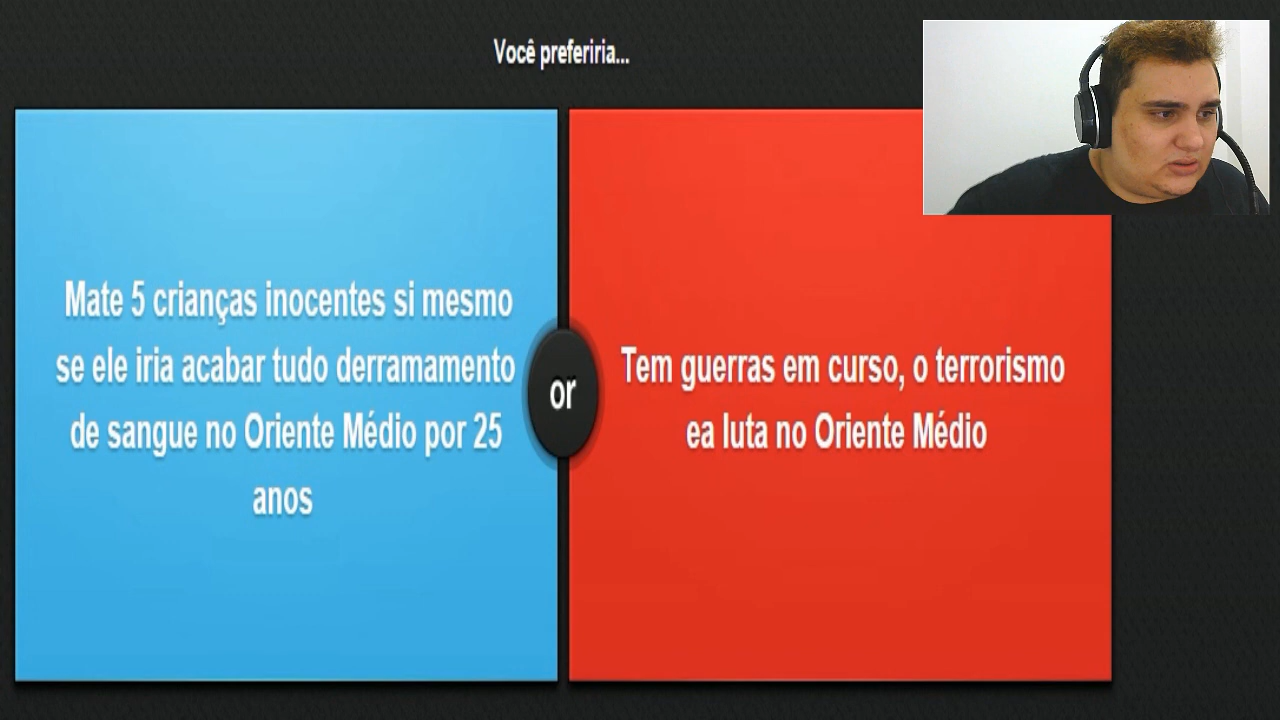 Você preferiria...
Mate 5 crianças inocentes si mesmo
se ele iria acabar tudo derramamento
de sangue no Oriente Médio por 25
anos
or
Tem guerras em curso, o terrorismo
ea luta no Oriente Médio